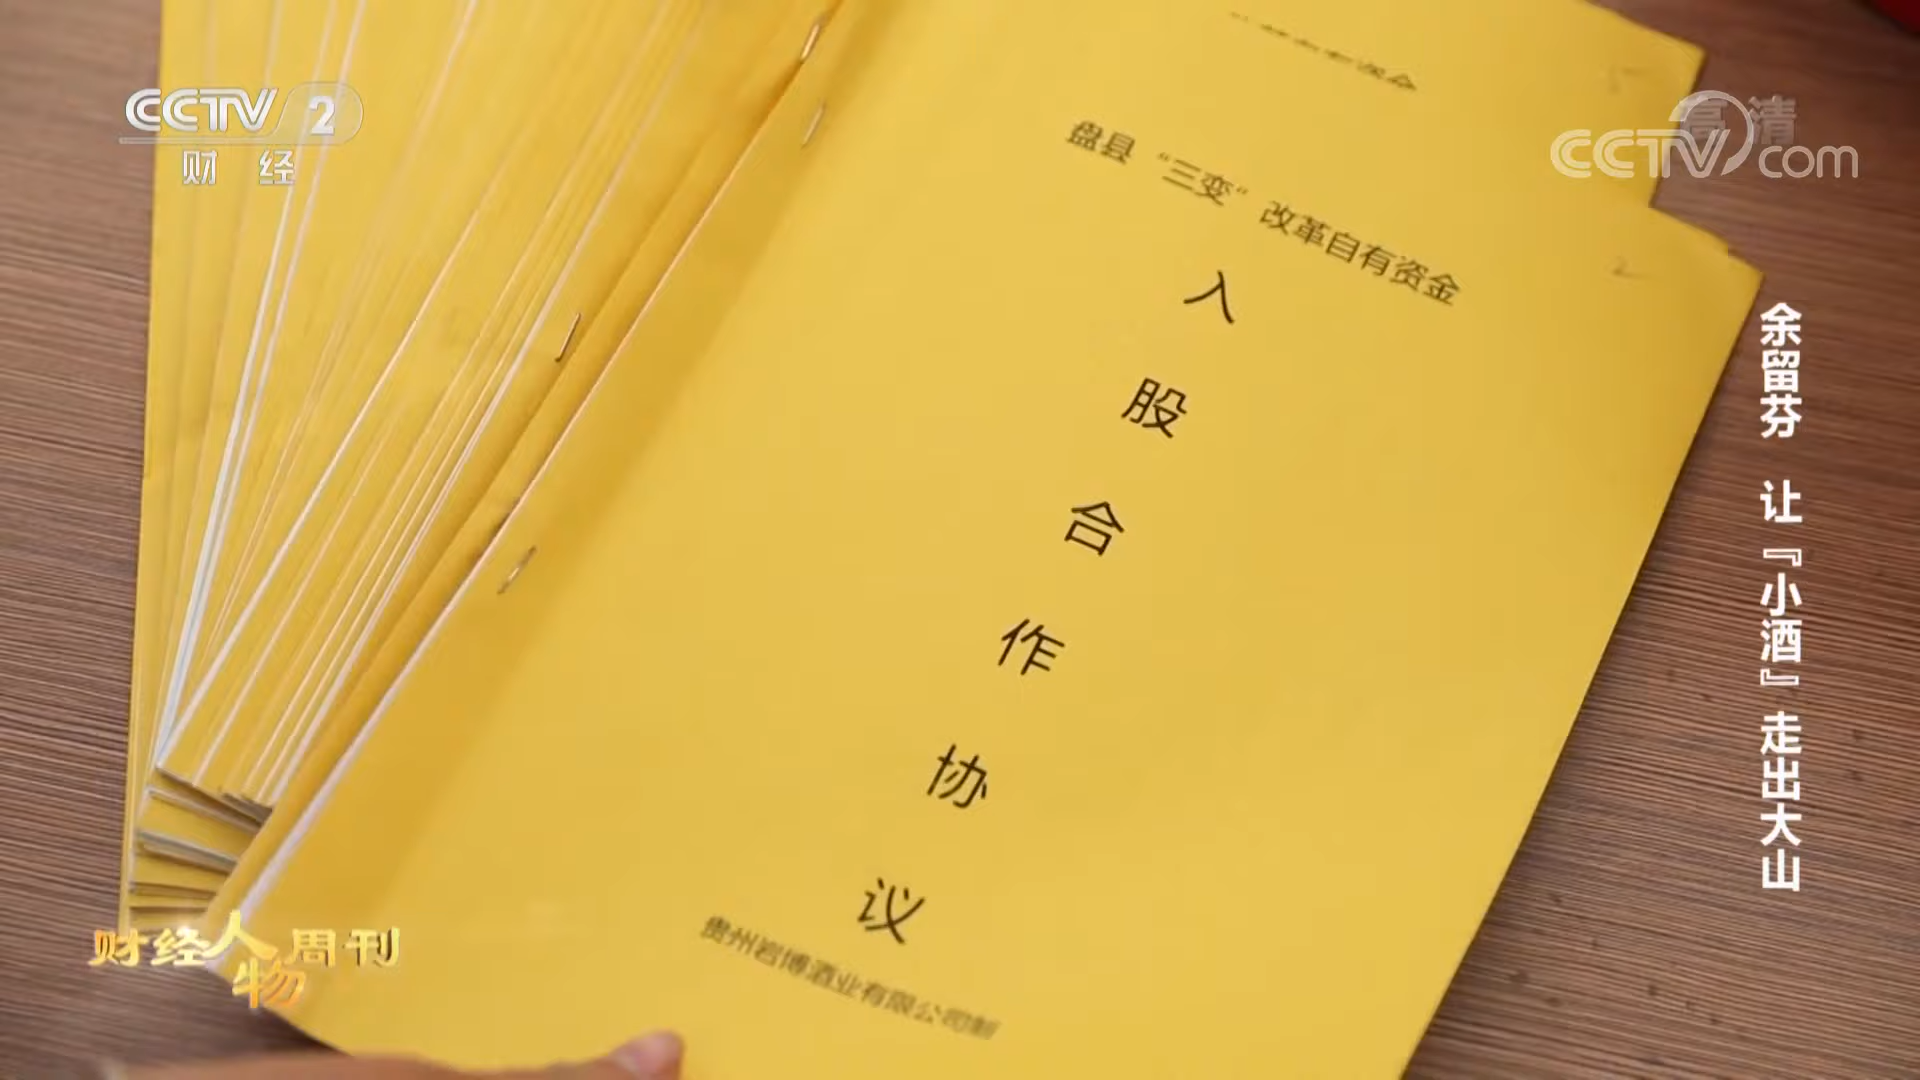 CCTV 2
财经
高清
CCTV.com
盘县“三变“改革自有资金
入股合作协议
贵州岩博酒业有限公司制
余留芬 让『小酒』走出大山
财经人物周刊